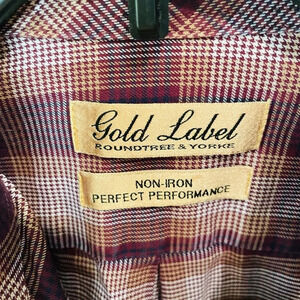 Gold Label
ROUNDTREE & YORKE
NON-IRON
PERFECT PERFORMANCE